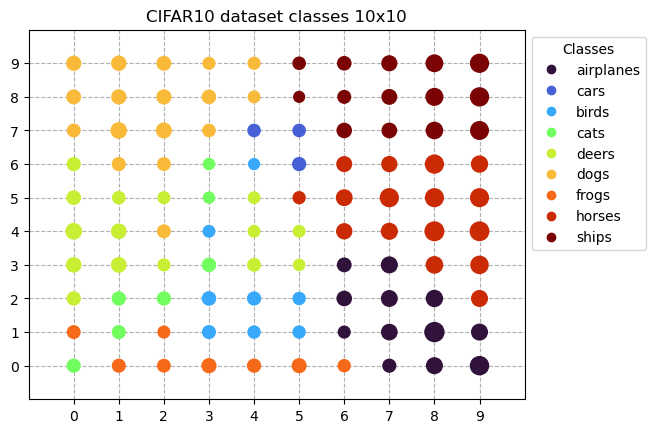 CIFAR10 dataset classes 10x10
9
8
7
6
5
4
3
2
1
0
0 1 2 3 4 5 6 7 8 9
Classes
airplanes
cars
birds
cats
deers
dogs
frogs
horses
ships